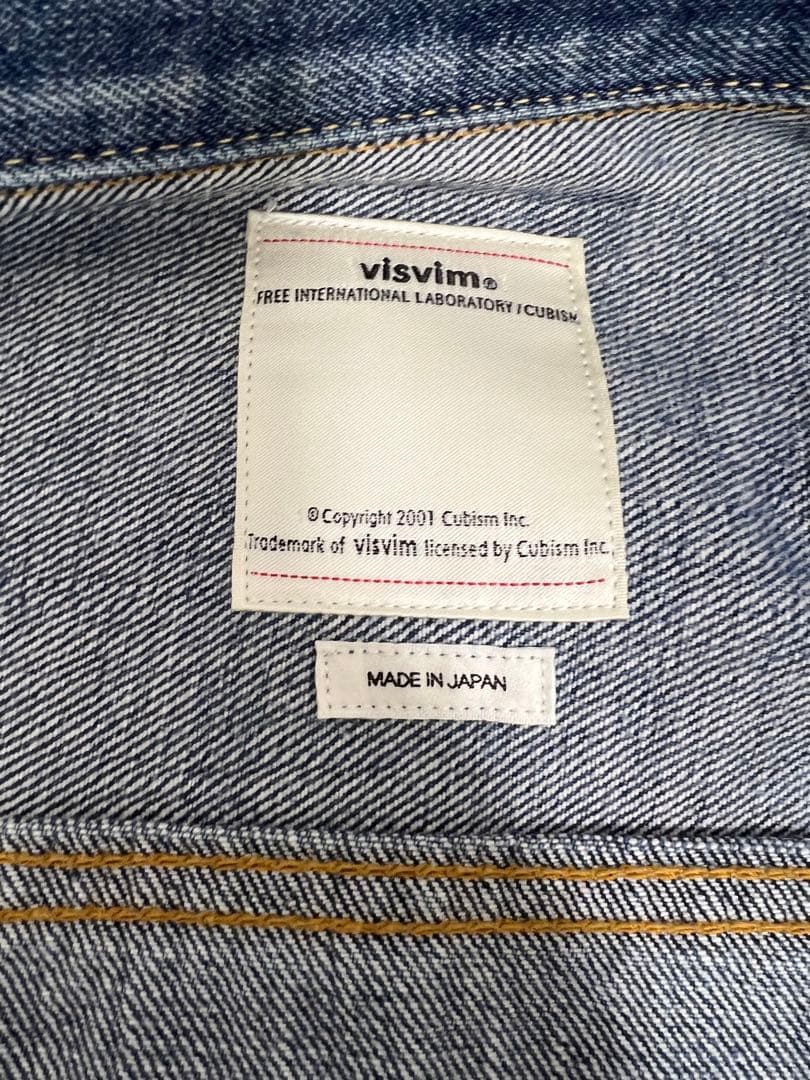 visvim®
FREE INTERNATIONAL LABORATORY / CUBISM
© Copyright 2001 Cubism Inc.
Trademark of visvim licensed by Cubism Inc.
MADE IN JAPAN